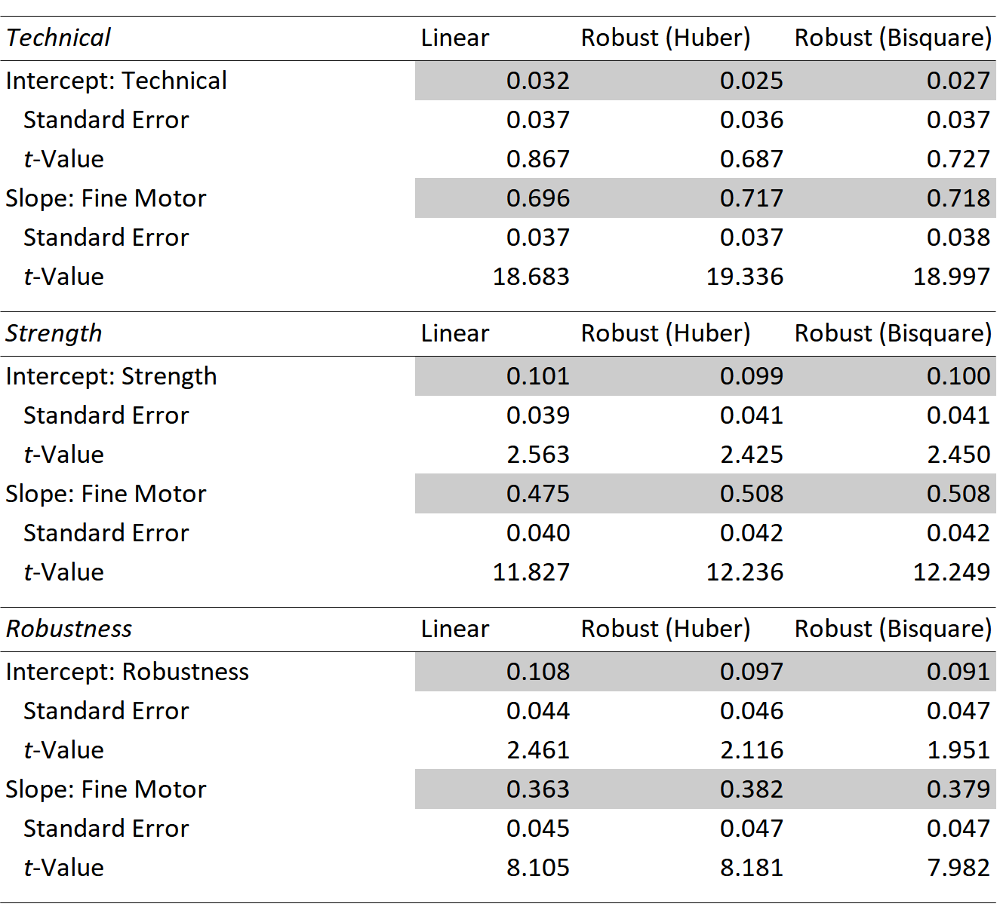 Technical Linear Robust (Huber) Robust (Bisquare)
Intercept: Technical 0.032 0.025 0.027
Standard Error 0.037 0.036 0.037
t-Value 0.867 0.687 0.727
Slope: Fine Motor 0.696 0.717 0.718
Standard Error 0.037 0.037 0.038
t-Value 18.683 19.336 18.997
Strength Linear Robust (Huber) Robust (Bisquare)
Intercept: Strength 0.101 0.099 0.100
Standard Error 0.039 0.041 0.041
t-Value 2.563 2.425 2.450
Slope: Fine Motor 0.475 0.508 0.508
Standard Error 0.040 0.042 0.042
t-Value 11.827 12.236 12.249
Robustness Linear Robust (Huber) Robust (Bisquare)
Intercept: Robustness 0.108 0.097 0.091
Standard Error 0.044 0.046 0.047
t-Value 2.461 2.116 1.951
Slope: Fine Motor 0.363 0.382 0.379
Standard Error 0.045 0.047 0.047
t-Value 8.105 8.181 7.982